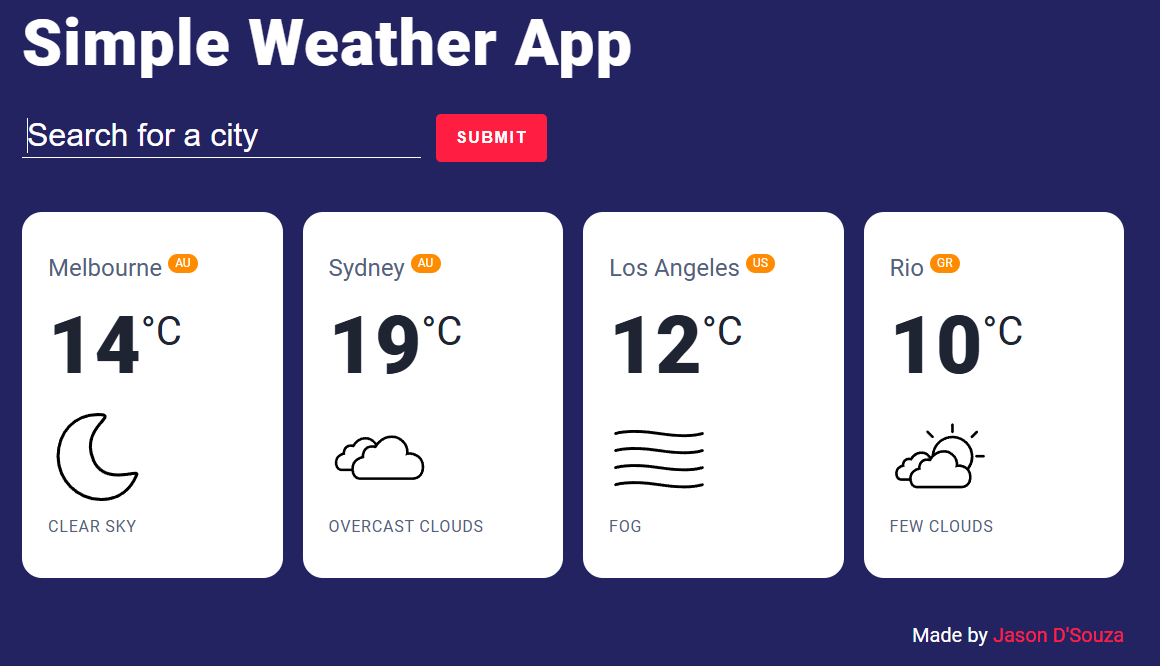 Simple Weather App
Search for a city
SUBMIT
Melbourne AU
14°C
CLEAR SKY
Sydney AU
19°C
OVERCAST CLOUDS
Los Angeles US
12°C
FOG
Rio GR
10°C
FEW CLOUDS
Made by Jason D'Souza